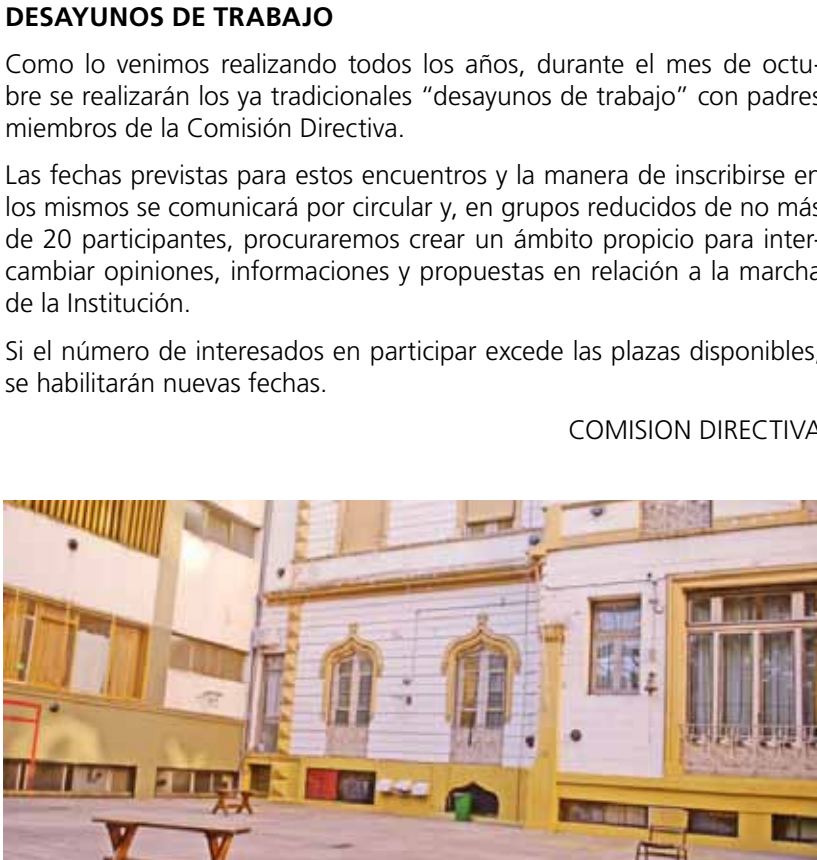 DESAYUNOS DE TRABAJO
Como lo venimos realizando todos los años, durante el mes de octu-
bre se realizarán los ya tradicionales “desayunos de trabajo” con padres
miembros de la Comisión Directiva.
Las fechas previstas para estos encuentros y la manera de inscribirse en
los mismos se comunicará por circular y, en grupos reducidos de no más
de 20 participantes, procuraremos crear un ámbito propicio para inter-
cambiar opiniones, informaciones y propuestas en relación a la marcha
de la Institución.
Si el número de interesados en participar excede las plazas disponibles,
se habilitarán nuevas fechas.
COMISION DIRECTIVA